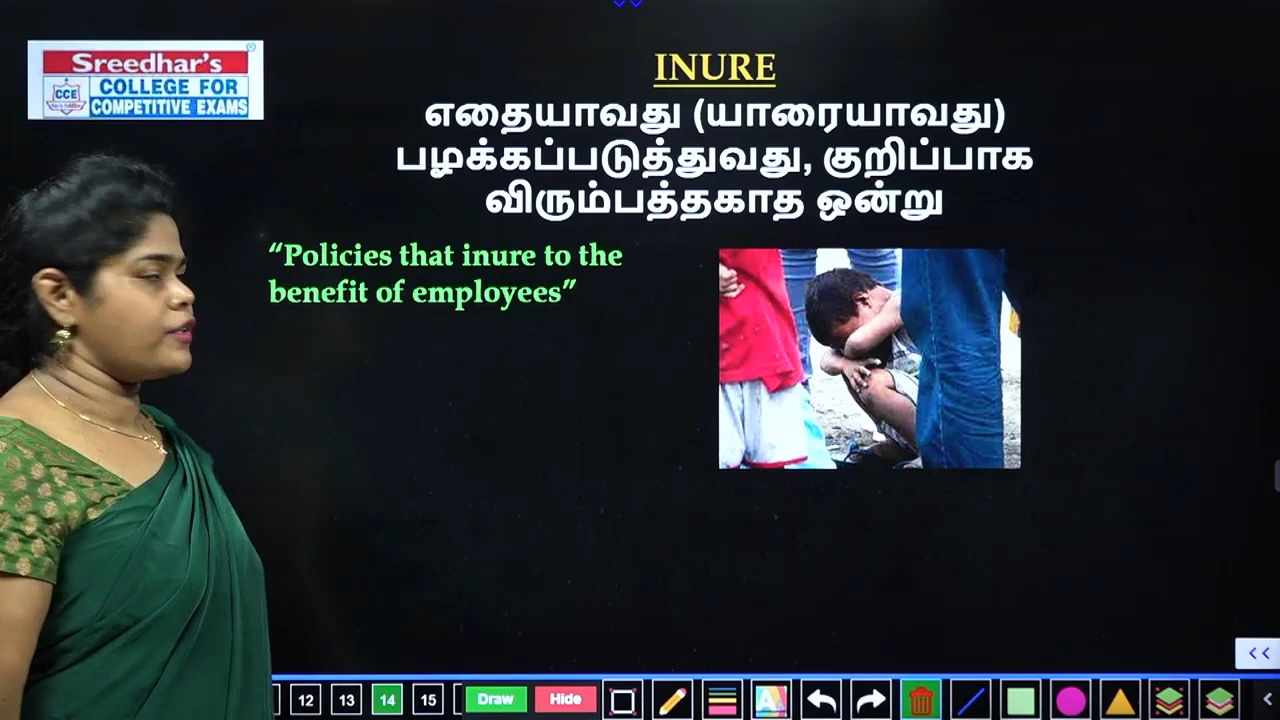 Sreedhar's
CCE
COLLEGE FOR
COMPETITIVE EXAMS
INURE
எதையாவது (யாரையாவது)
பழக்கப்படுத்துவது, குறிப்பாக
விரும்பத்தகாத ஒன்று
“Policies that inure to the
benefit of employees”
12 13 14 15 Draw Hide